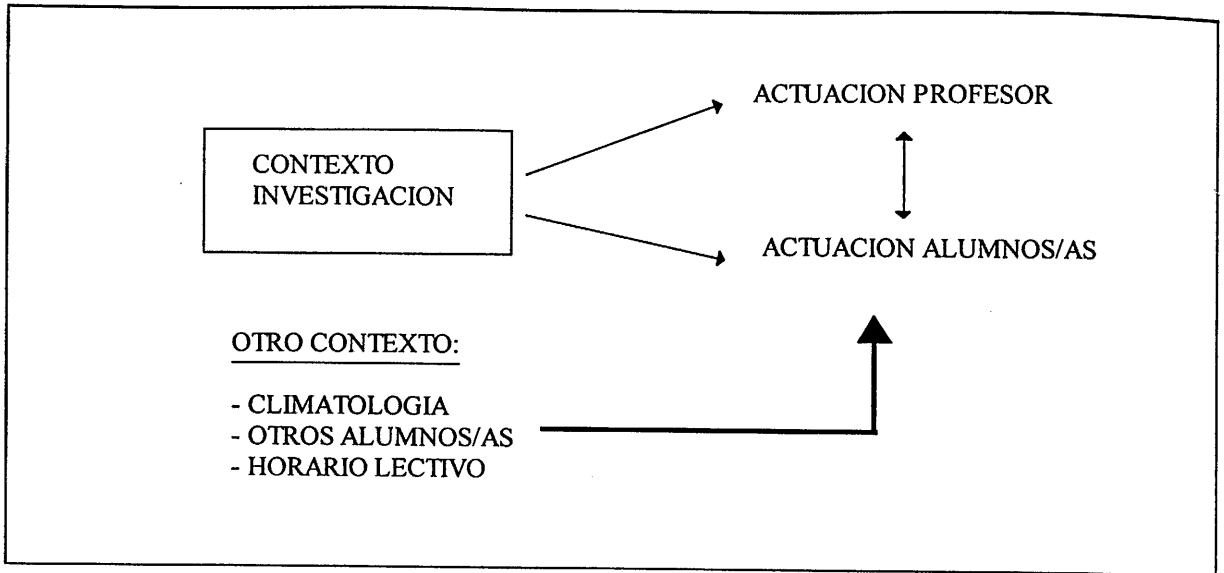 ACTUACION PROFESOR
CONTEXTO
INVESTIGACION
ACTUACION ALUMNOS/AS
OTRO CONTEXTO:
- CLIMATOLOGIA
- OTROS ALUMNOS/AS
- HORARIO LECTIVO